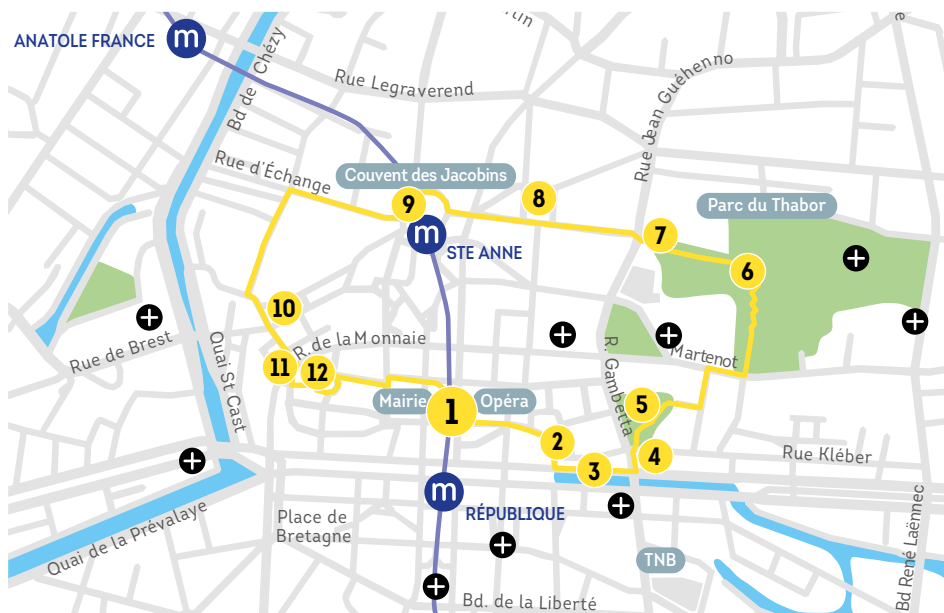 tin
ANATOLE FRANCE
m
Bd de Chézy
Rue Legraverend
Rue Jean Guéhenno
Rue d'Échange
Couvent des Jacobins
8
9
Parc du Thabor
7
m
STE ANNE
6
10
R. de la Monnaie
Rue de Brest
Quai St Cast
11
12
Martenot
R. Gambetta
Mairie
1
Opéra
5
2
4
3
Rue Kléber
m
RÉPUBLIQUE
Place de
Bretagne
Quai de la Prévalaye
TNB
Bd René Laënnec
Bd. de la Liberté